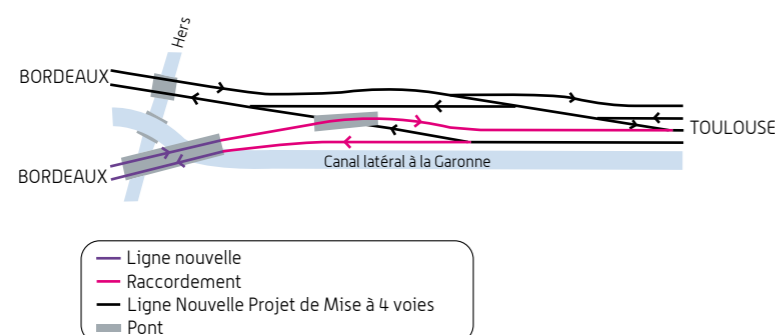 Hers
BORDEAUX
TOULOUSE
Canal latéral à la Garonne
BORDEAUX
Ligne nouvelle
Raccordement
Ligne Nouvelle Projet de Mise à 4 voies
Pont